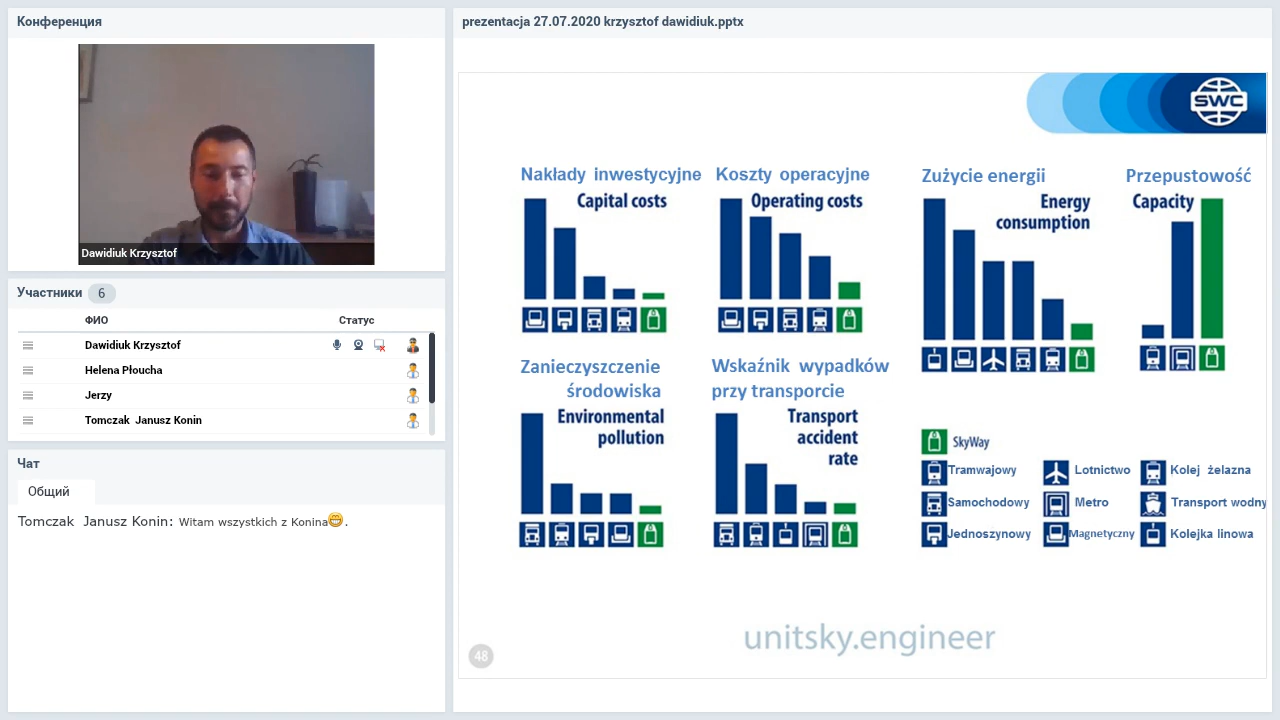 Конференция
Dawidiuk Krzysztof
Участники 6
ФИО Статус
Dawidiuk Krzysztof
Helena Płoucha
Jerzy
Tomczak Janusz Konin
Чат
Общий
Tomczak Janusz Konin: Witam wszystkich z Konina😁.
prezentacja 27.07.2020 krzysztof dawidiuk.pptx
SWC
Nakłady inwestycyjne
Capital costs
Koszty operacyjne
Operating costs
Zużycie energii
Energy
consumption
Przepustowość
Capacity
Zanieczyszczenie
środowiska
Environmental
pollution
Wskaźnik wypadków
przy transporcie
Transport
accident
rate
SkyWay
Tramwajowy Lotnictwo Kolej żelazna
Samochodowy Metro Transport wodny
Jednoszynowy Magnetyczny Kolejka linowa
unitsky.engineer
48